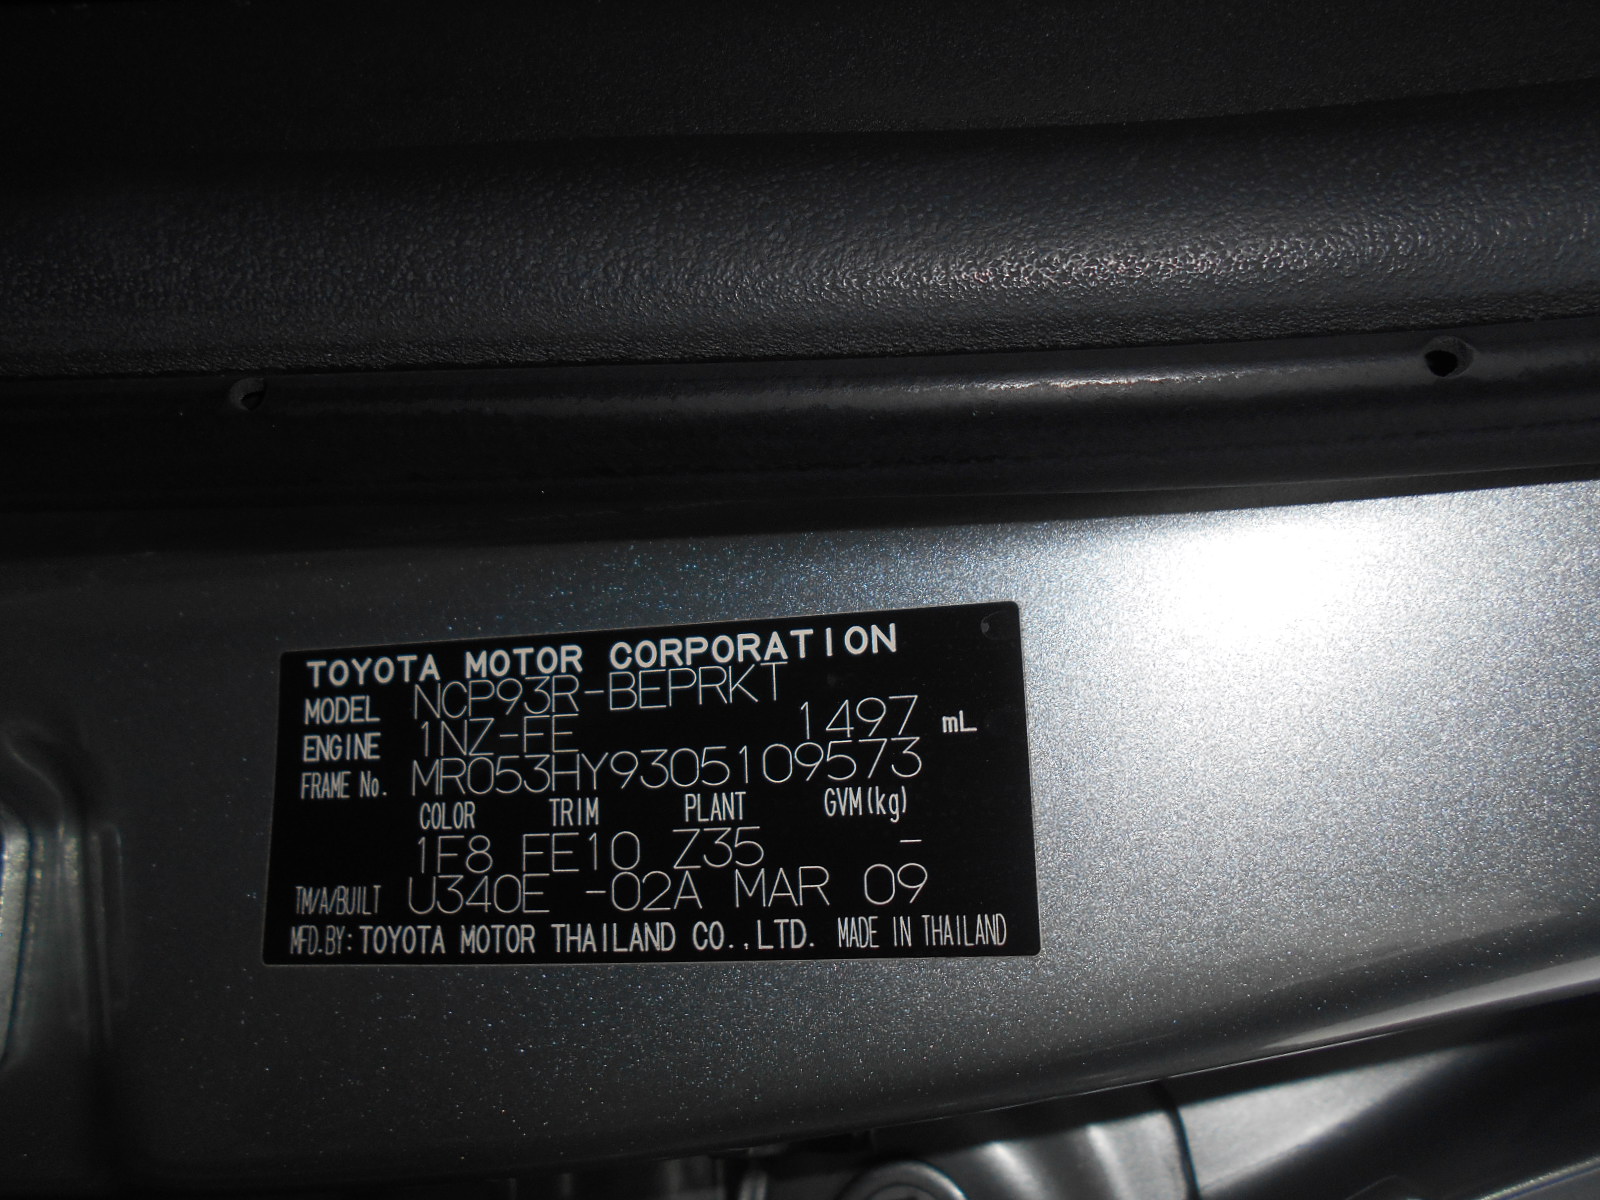 TOYOTA MOTOR CORPORATION
MODEL NCP93R-BEPRKT
ENGINE 1NZ-FE 1497 mL
FRAME No. MR053HY9305109573
COLOR TRIM PLANT GVM(kg)
1F8 FE10 Z35 -
TM/A/BUILT U340E -02A MAR 09
MFD.BY: TOYOTA MOTOR THAILAND CO.,LTD. MADE IN THAILAND